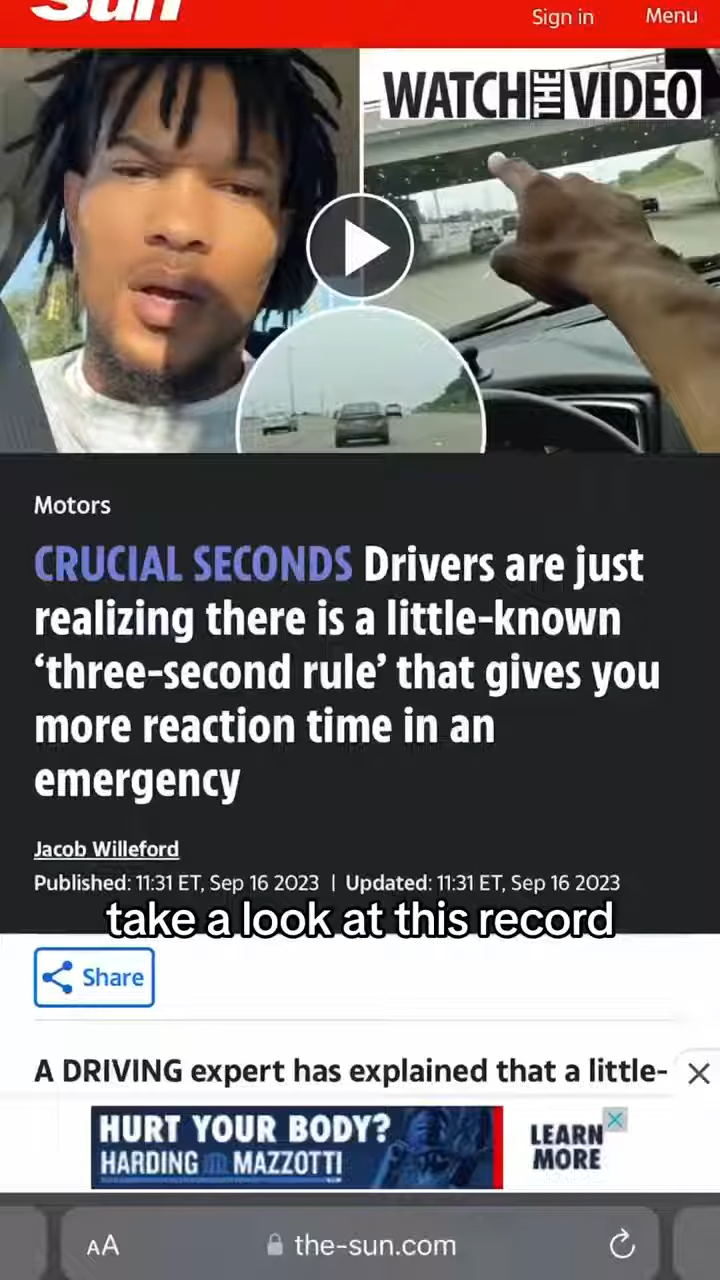 Sun
Sign in
Menu
WATCH THE VIDEO
Motors
CRUCIAL SECONDS Drivers are just
realizing there is a little-known
‘three-second rule’ that gives you
more reaction time in an
emergency
Jacob Willeford
Published: 11:31 ET, Sep 16 2023 | Updated: 11:31 ET, Sep 16 2023
take a look at this record
Share
A DRIVING expert has explained that a little-
HURT YOUR BODY?
HARDING MAZZOTTI
LEARN
MORE
AA
the-sun.com